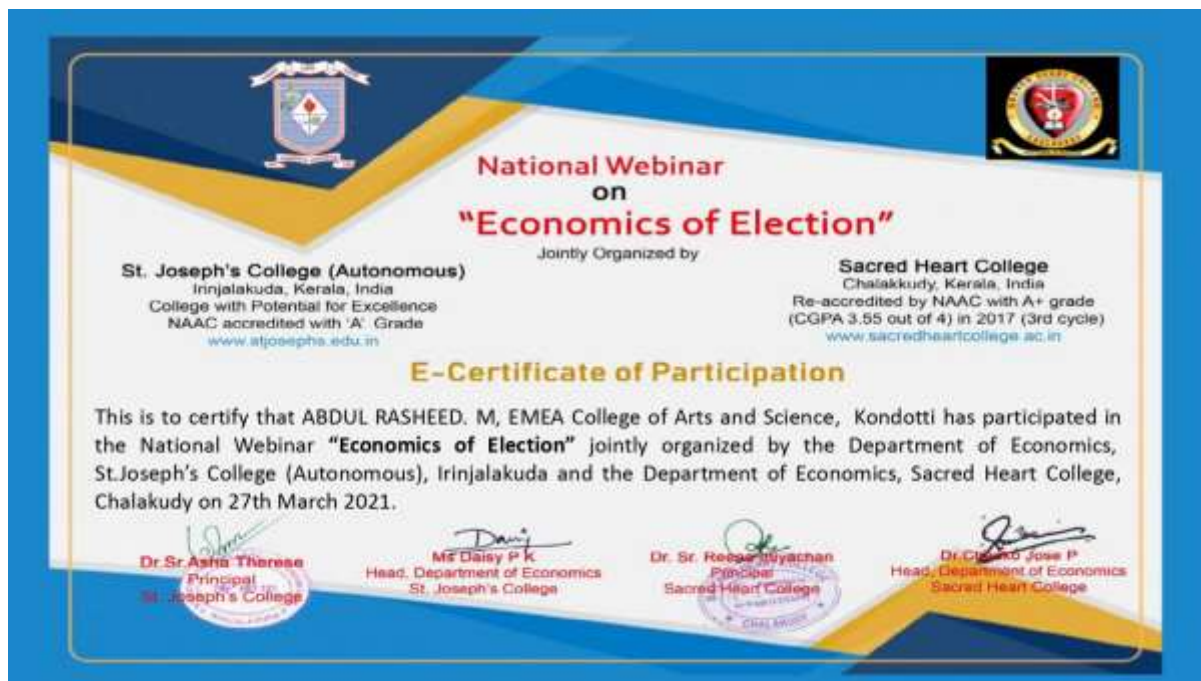 National Webinar
on
"Economics of Election"
Jointly Organized by
St. Joseph's College (Autonomous)
Irinjalakuda, Kerala, India
College with Potential for Excellence
NAAC accredited with 'A' Grade
www.stjosephs.edu.in
Sacred Heart College
Chalakkudy, Kerala, India
Re-accredited by NAAC with A+ grade
(CGPA 3.55 out of 4) in 2017 (3rd cycle)
www.sacredheartcollege.ac.in
E-Certificate of Participation
This is to certify that ABDUL RASHEED. M, EMEA College of Arts and Science, Kondotti has participated in
the National Webinar "Economics of Election" jointly organized by the Department of Economics,
St.Joseph's College (Autonomous), Irinjalakuda and the Department of Economics, Sacred Heart College,
Chalakudy on 27th March 2021.
Dr Sr Asha Therese
Principal
St. Joseph's College
Ms Daisy P K
Head, Department of Economics
St. Joseph's College
Dr. Sr. Reena
Principal
Sacred Heart College
CHALAKUDY
Dr. Jose P
Head, Department of Economics
Sacred Heart College